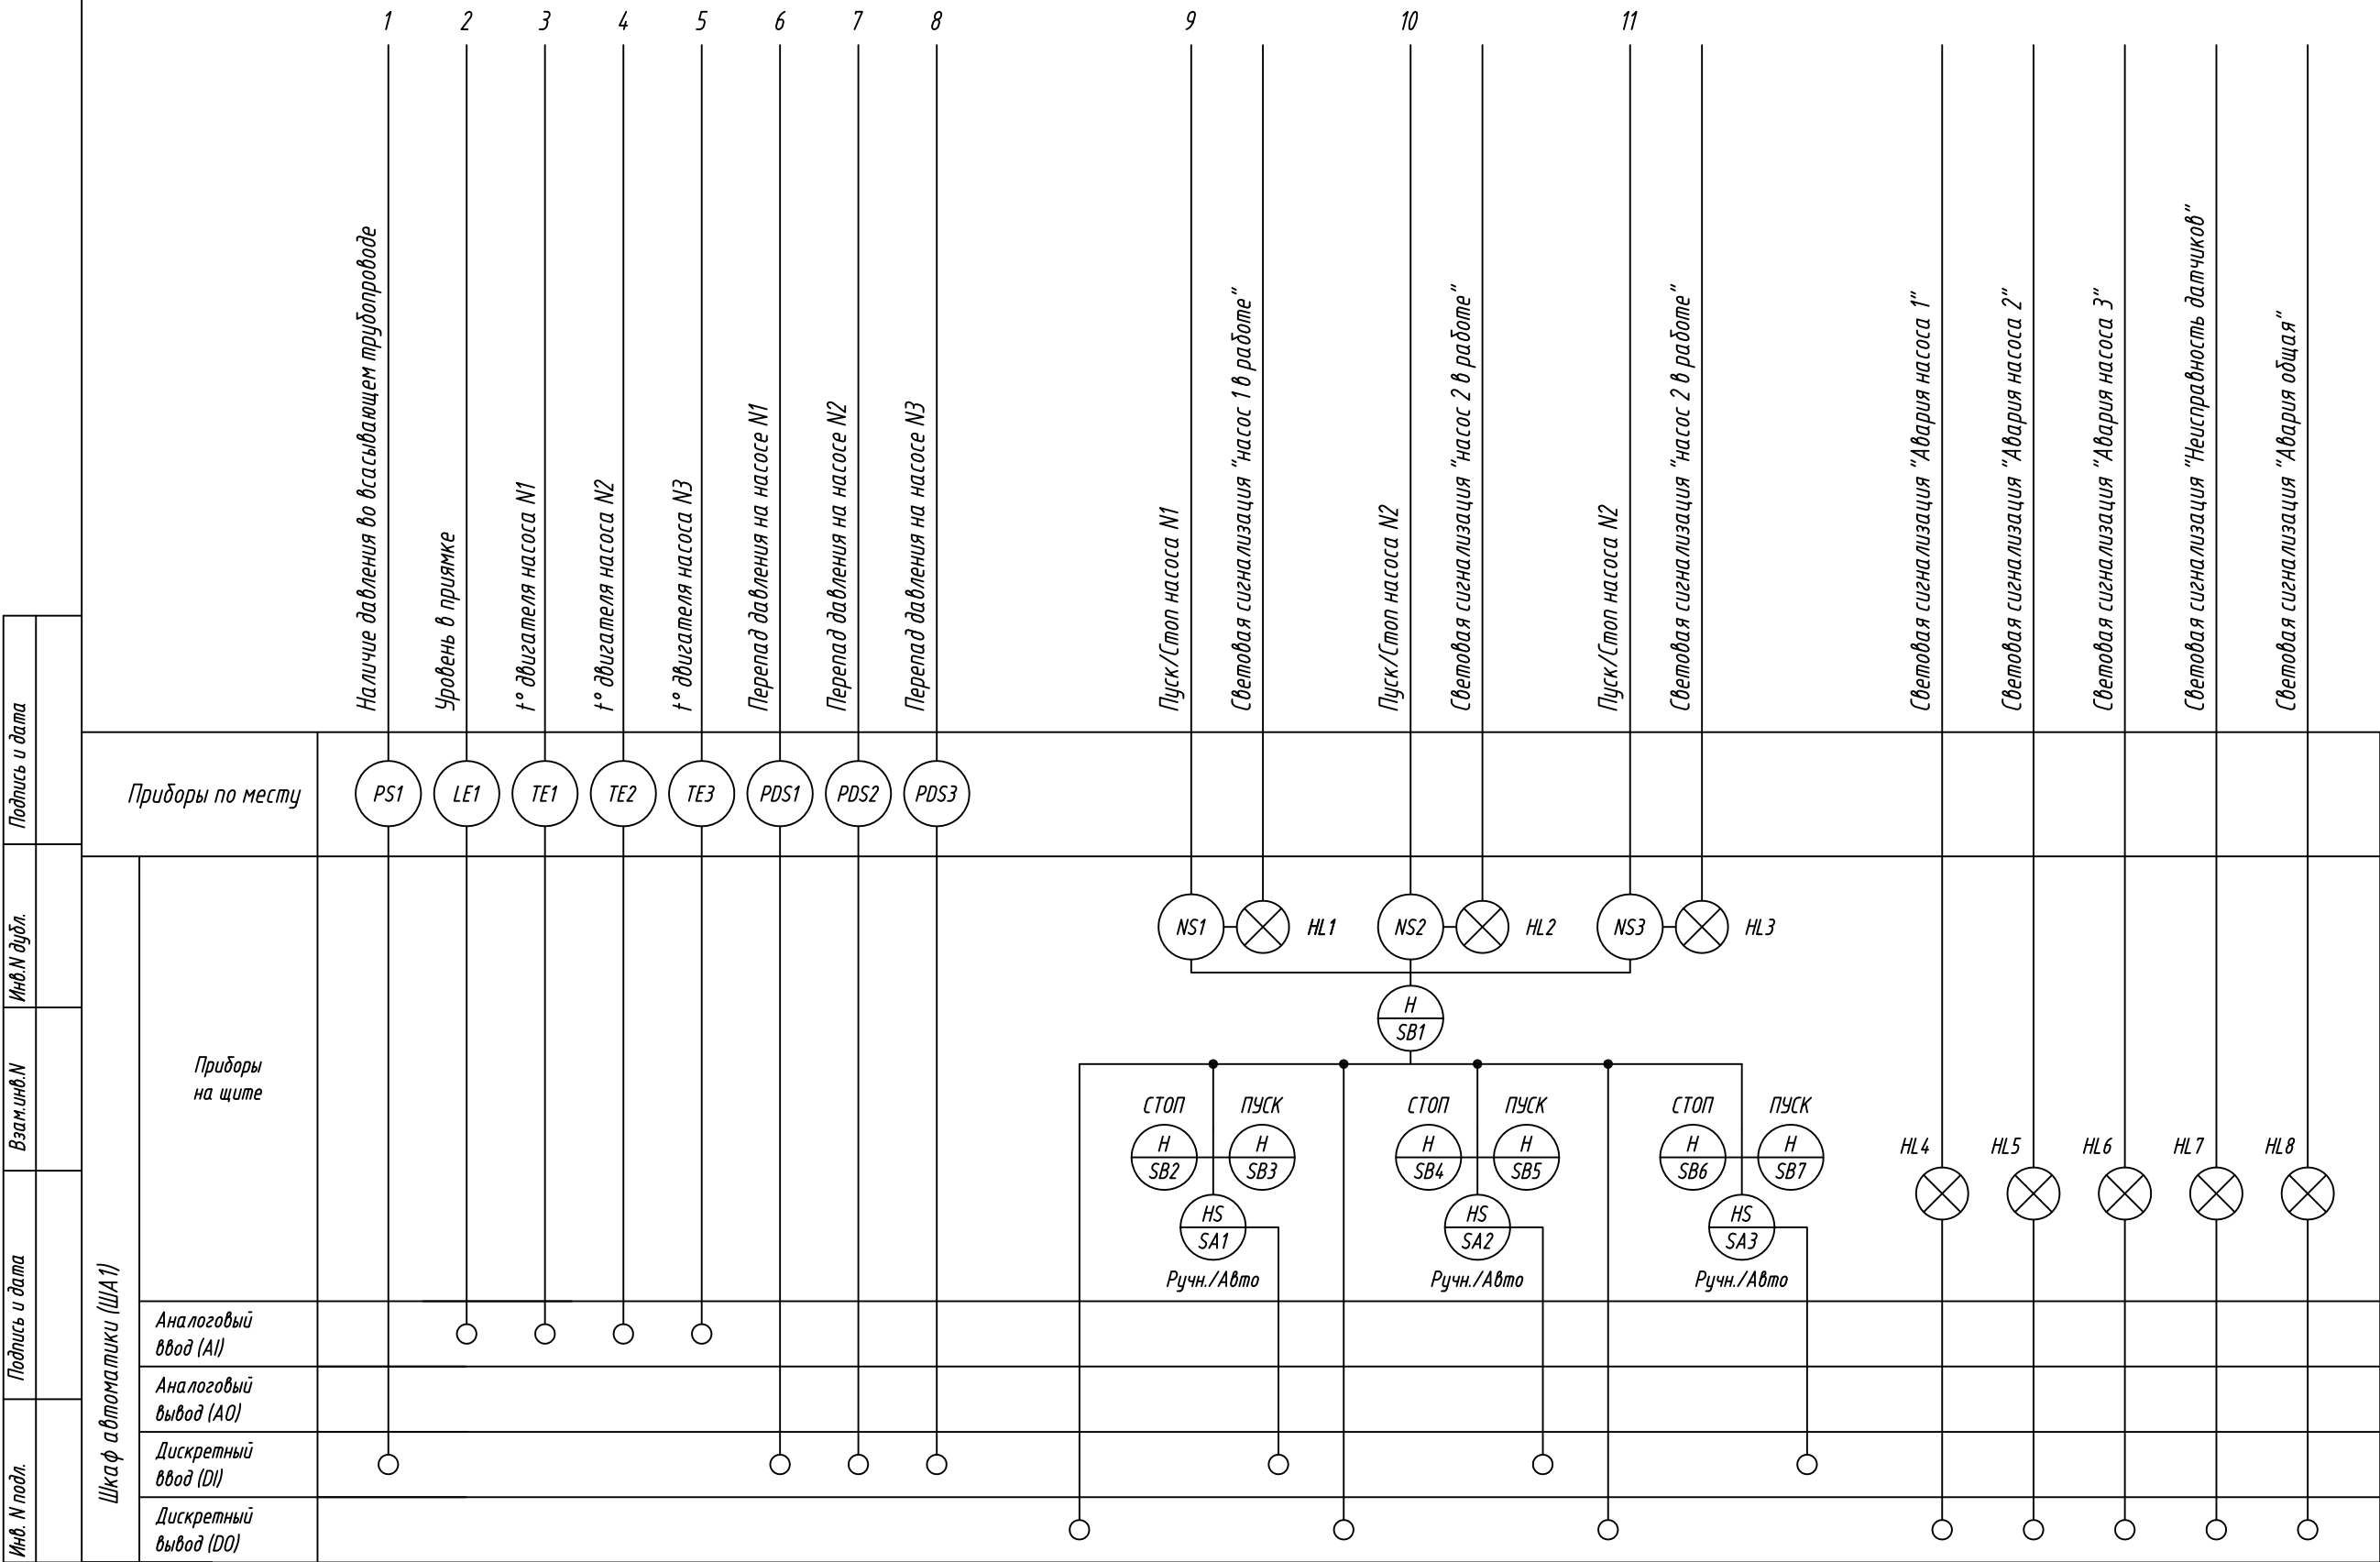 1 2 3 4 5 6 7 8 9 10 11
Наличие давления во всасывающем трубопроводе
Уровень в приямке
t° двигателя насоса N1
t° двигателя насоса N2
t° двигателя насоса N3
Перепад давления на насосе N1
Перепад давления на насосе N2
Перепад давления на насосе N3
Пуск/Стоп насоса N1
Световая сигнализация "насос 1 в работе"
Пуск/Стоп насоса N2
Световая сигнализация "насос 2 в работе"
Пуск/Стоп насоса N2
Световая сигнализация "насос 2 в работе"
Световая сигнализация "Авария насоса 1"
Световая сигнализация "Авария насоса 2"
Световая сигнализация "Авария насоса 3"
Световая сигнализация "Неисправность датчиков"
Световая сигнализация "Авария общая"
Приборы по месту
PS1 LE1 TE1 TE2 TE3 PDS1 PDS2 PDS3
NS1 HL1 NS2 HL2 NS3 HL3
H
SB1
Приборы
на щите
СТОП ПУСК СТОП ПУСК СТОП ПУСК
H H H H H H
SB2 SB3 SB4 SB5 SB6 SB7
HL4 HL5 HL6 HL7 HL8
HS HS HS
SA1 SA2 SA3
Ручн./Авто Ручн./Авто Ручн./Авто
Шкаф автоматики (ША1)
Аналоговый
ввод (AI)
Аналоговый
вывод (AO)
Дискретный
ввод (DI)
Дискретный
вывод (DO)
Подпись и дата
Инв.N дубл.
Взам.инв.N
Подпись и дата
Инв. N подл.